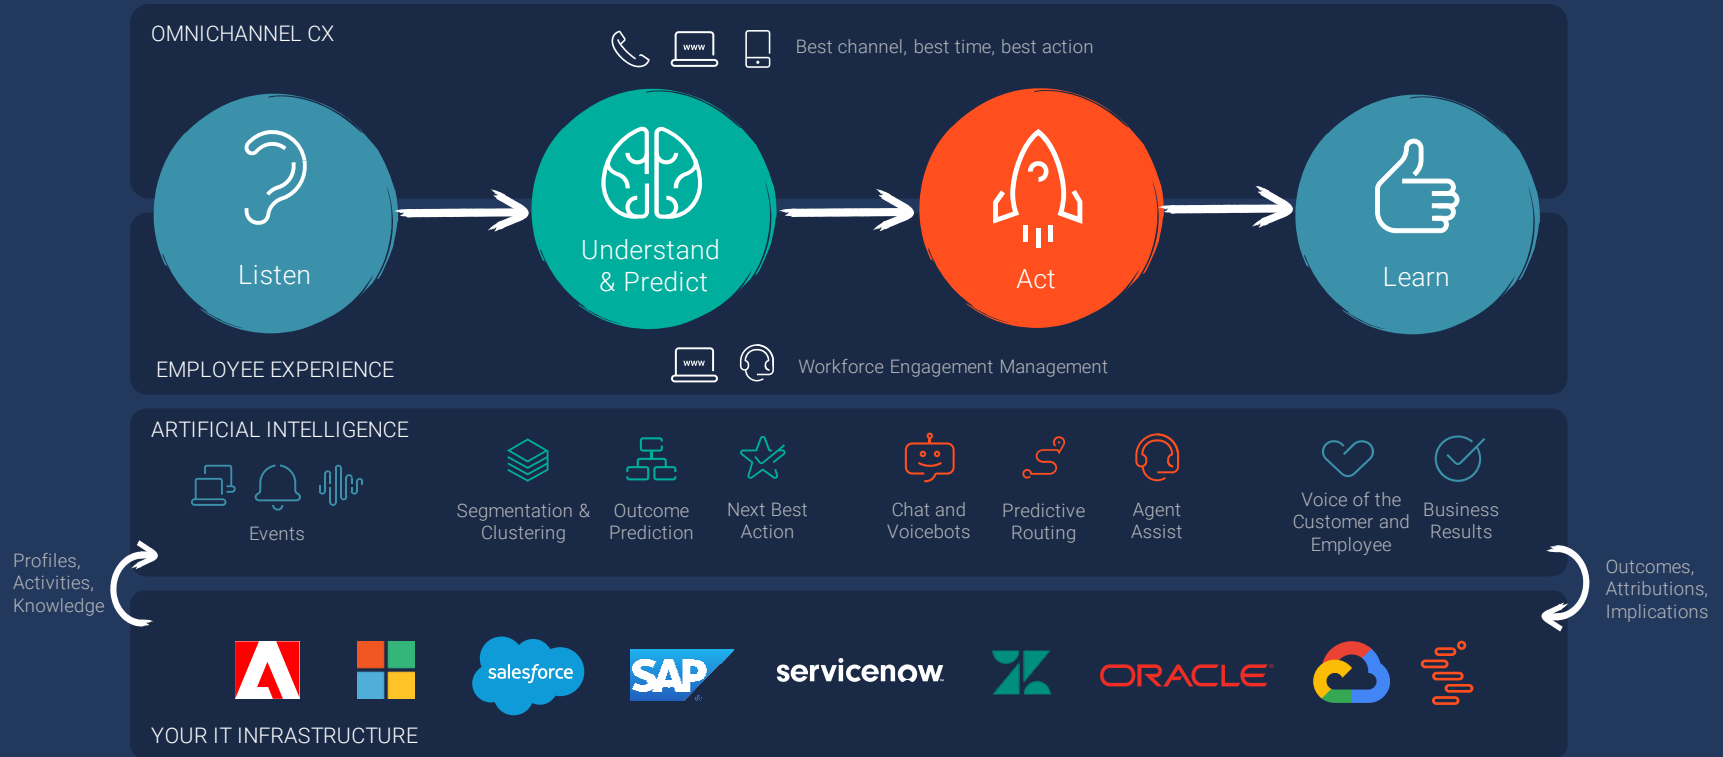 OMNICHANNEL CX
www
Best channel, best time, best action
Listen
Understand
& Predict
Act
Learn
EMPLOYEE EXPERIENCE
www
Workforce Engagement Management
ARTIFICIAL INTELLIGENCE
Events
Segmentation &
Clustering
Outcome
Prediction
Next Best
Action
Chat and
Voicebots
Predictive
Routing
Agent
Assist
Voice of the
Customer and
Employee
Business
Results
Profiles,
Activities,
Knowledge
Outcomes,
Attributions,
Implications
salesforce
SAP®
servicenow
ORACLE®
YOUR IT INFRASTRUCTURE